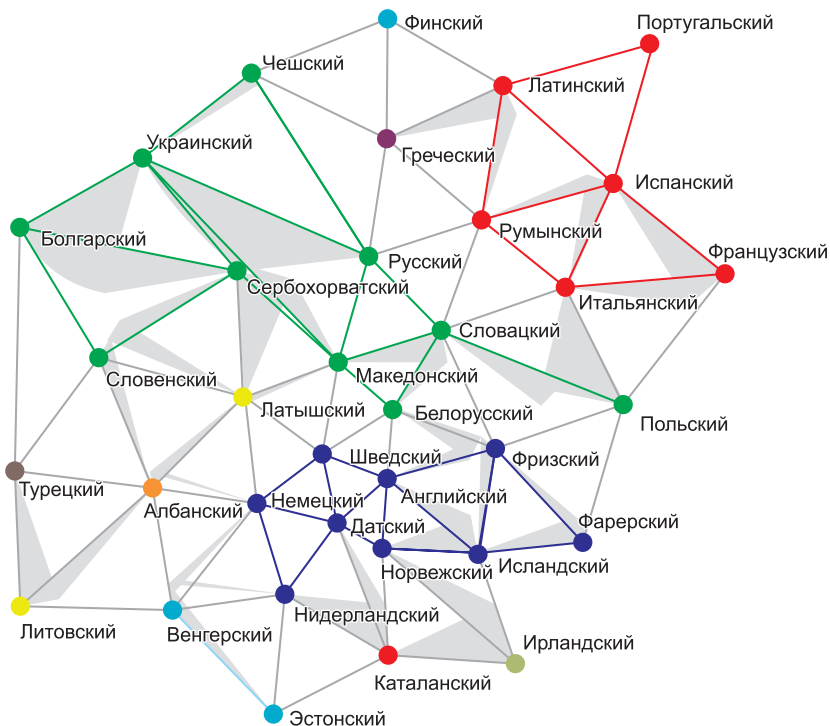 Финский
Португальский
Чешский
Латинский
Украинский
Греческий
Испанский
Болгарский
Румынский
Французский
Русский
Сербохорватский
Итальянский
Словацкий
Словенский
Македонский
Латышский
Белорусский
Польский
Шведский
Фризский
Турецкий
Албанский
Немецкий
Английский
Датский
Фарерский
Норвежский
Исландский
Литовский
Венгерский
Нидерландский
Ирландский
Каталанский
Эстонский